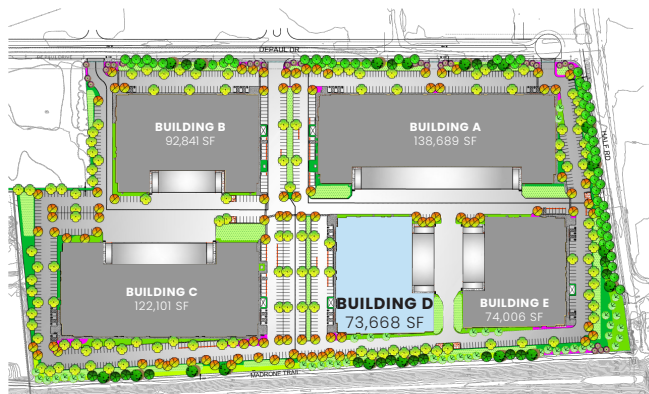 DEPAUL DR
BUILDING B
92,841 SF
BUILDING A
138,689 SF
HALE RD
BUILDING C
122,101 SF
BUILDING D
73,668 SF
BUILDING E
74,006 SF
MADRONE TRAIL